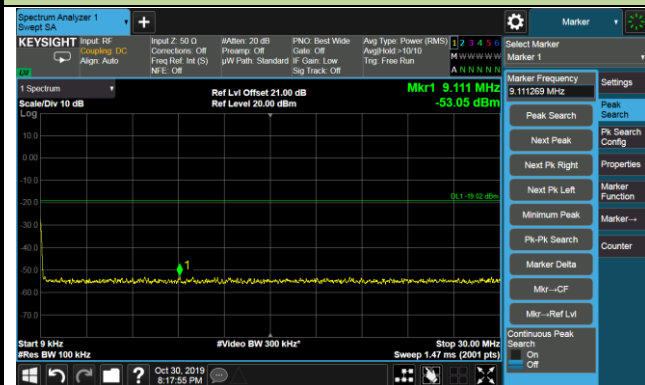 Spectrum Analyzer 1
Swept SA
+
Marker
KEYSIGHT
Input: RF
Coupling: DC
Align: Auto
Input Z: 50 Ω
Corrections: Off
Freq Ref: Int (S)
NFE: Off
#Atten: 20 dB
Preamp: Off
µW Path: Standard
PNO: Best Wide
Gate: Off
IF Gain: Low
Sig Track: Off
Avg Type: Power (RMS)
Avg|Hold:>10/10
Trig: Free Run
1 2 3 4 5 6
M W W W W W
A N N N N N
LV
Select Marker
Marker 1
1 Spectrum
Scale/Div 10 dB
Log
Ref Lvl Offset 21.00 dB
Ref Level 20.00 dBm
Mkr1 9.111 MHz
-53.05 dBm
10.0
0.00
-10.0
-20.0
-30.0
-40.0
-50.0
-60.0
-70.0
DL1 -19.02 dBm
1
Start 9 kHz
#Res BW 100 kHz
#Video BW 300 kHz*
Stop 30.00 MHz
Sweep 1.47 ms (2001 pts)
Marker Frequency
9.111269 MHz
Peak Search
Next Peak
Next Pk Right
Next Pk Left
Minimum Peak
Pk-Pk Search
Marker Delta
Mkr→CF
Mkr→Ref Lvl
Continuous Peak
Search
On
Off
Settings
Peak
Search
Pk Search
Config
Properties
Marker
Function
Marker→
Counter
?
Oct 30, 2019
8:17:55 PM